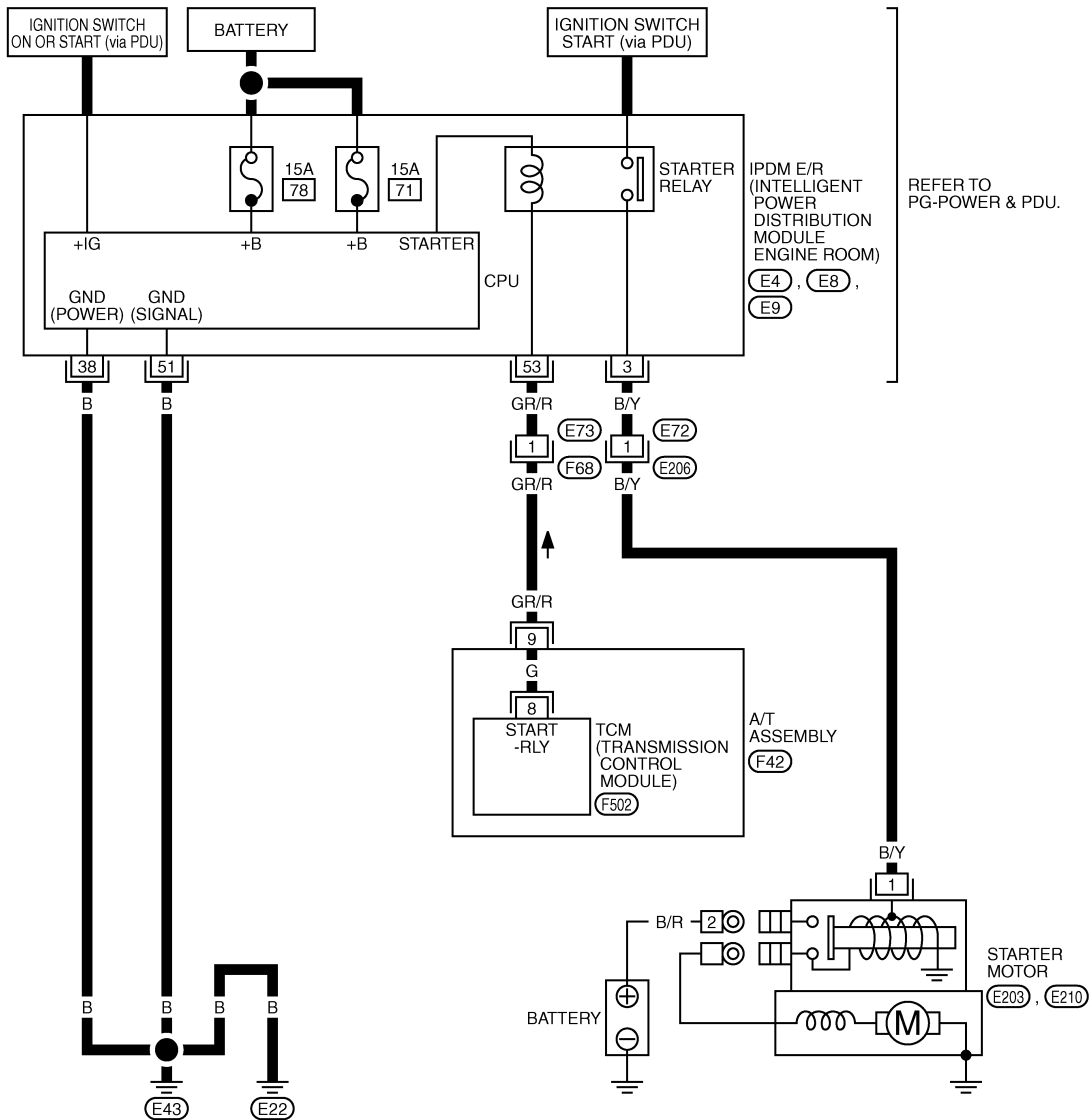 IGNITION SWITCH
ON OR START (via PDU)
BATTERY
IGNITION SWITCH
START (via PDU)
15A
78
15A
71
STARTER
RELAY
IPDM E/R
(INTELLIGENT
POWER
DISTRIBUTION
MODULE
ENGINE ROOM)
E4 , E8 ,
E9
REFER TO
PG-POWER & PDU.
+IG
+B
+B
STARTER
CPU
GND
(POWER)
GND
(SIGNAL)
38
51
53
3
B
B
GR/R
B/Y
1
E73
F68
1
E72
E206
GR/R
B/Y
GR/R
9
G
8
START
-RLY
TCM
(TRANSMISSION
CONTROL
MODULE)
F502
A/T
ASSEMBLY
F42
B/Y
1
B/R
2
STARTER
MOTOR
E203 , E210
BATTERY
M
B
B
B
B
E43
E22